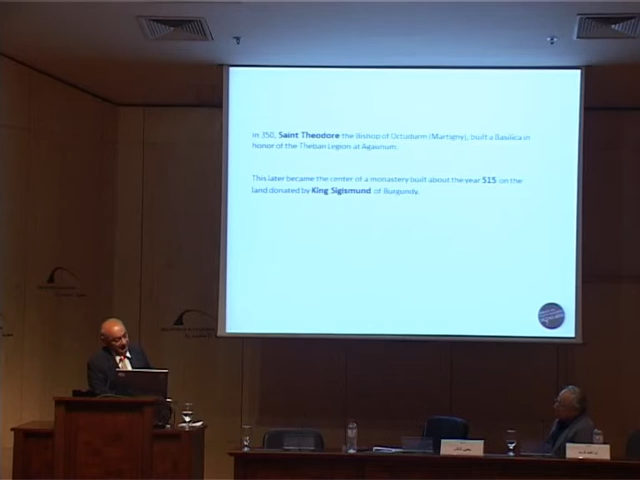 In 350, Saint Theodore the Bishop of Octudurm (Martigny), built a Basilica in
honor of the Theban Legion at Agaunum.
This later became the center of a monastery built about the year 515 on the
land donated by King Sigismund of Burgundy.